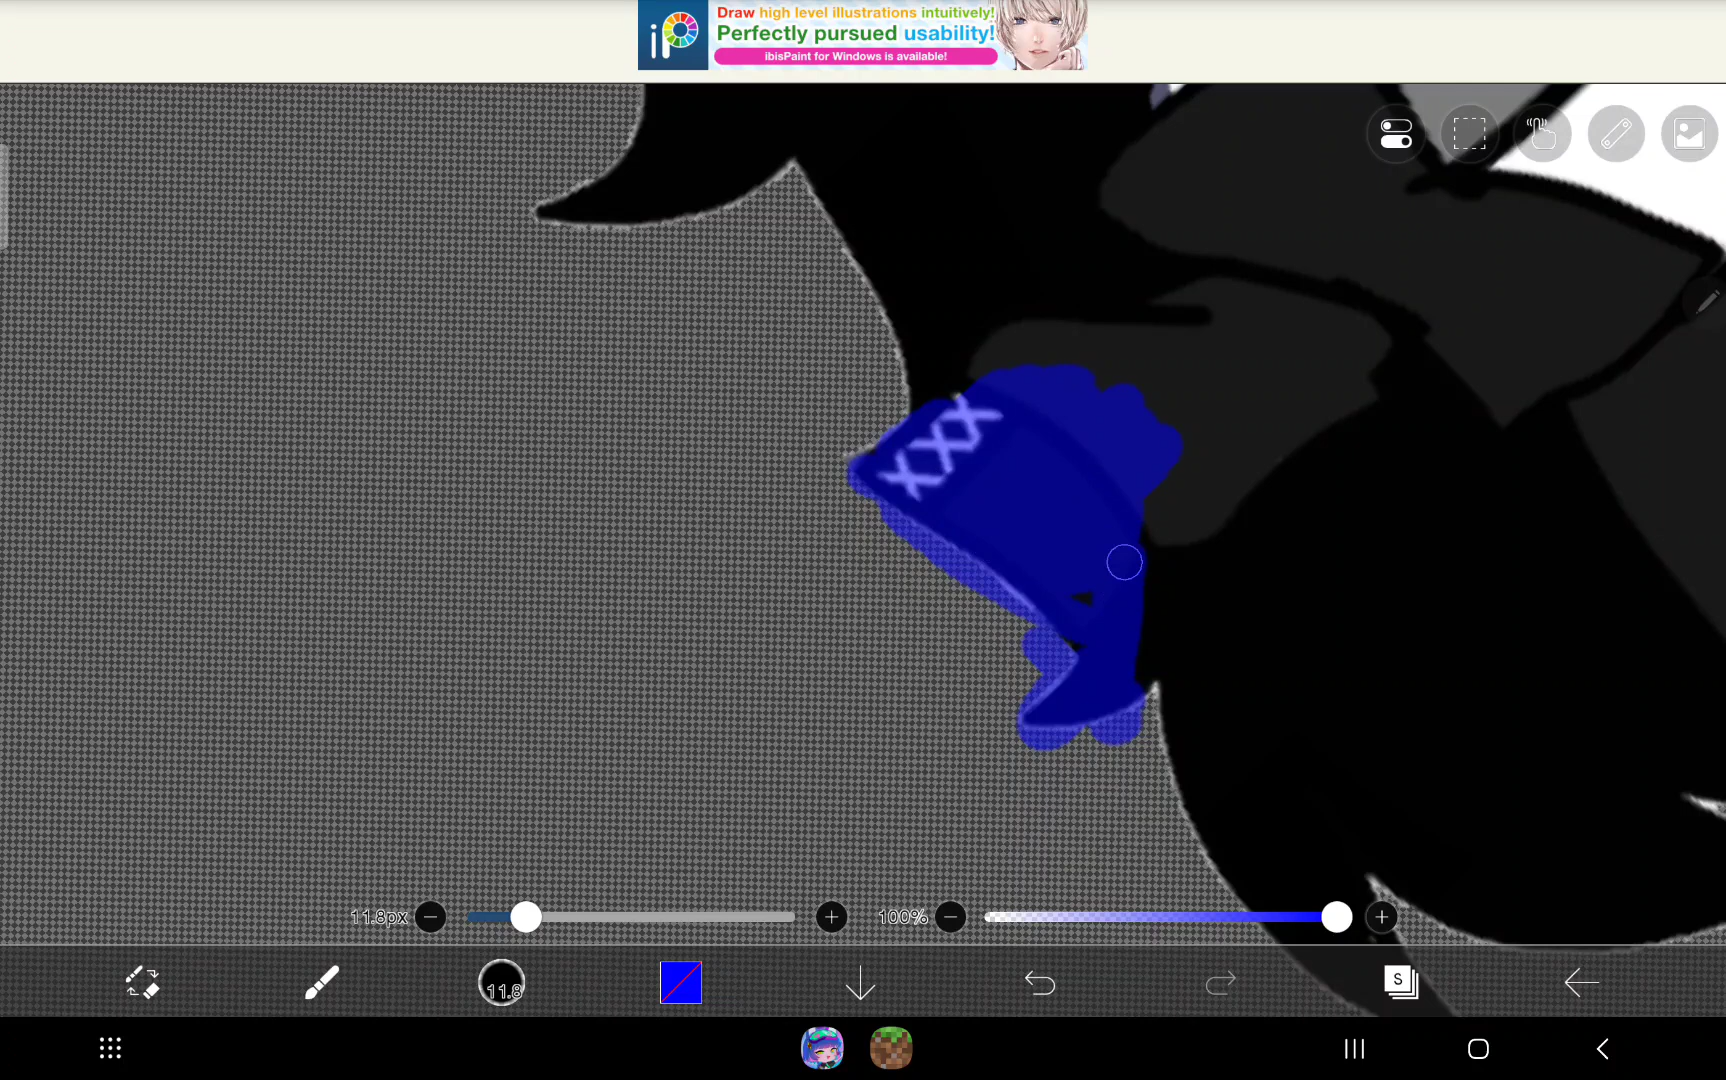 Draw high level illustrations intuitively!
iP Perfectly pursued usability!
ibisPaint for Windows is available!
XXX
11.8px
100%
11.8
S